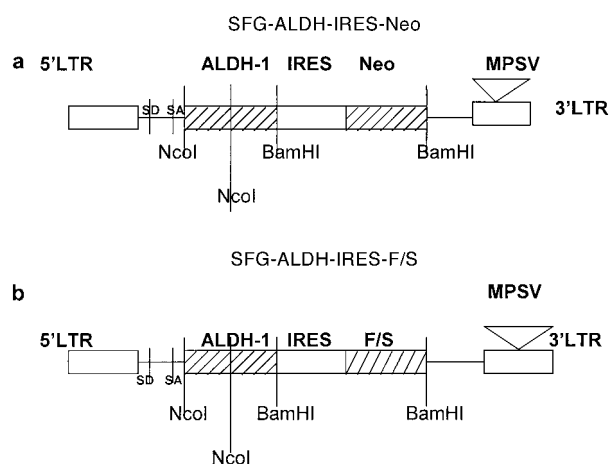 SFG-ALDH-IRES-Neo
a
5'LTR ALDH-1 IRES Neo MPSV
SD SA 3'LTR
NcoI BamHI BamHI
NcoI
SFG-ALDH-IRES-F/S
b
MPSV
5'LTR ALDH-1 IRES F/S 3'LTR
SD SA
NcoI BamHI BamHI
NcoI